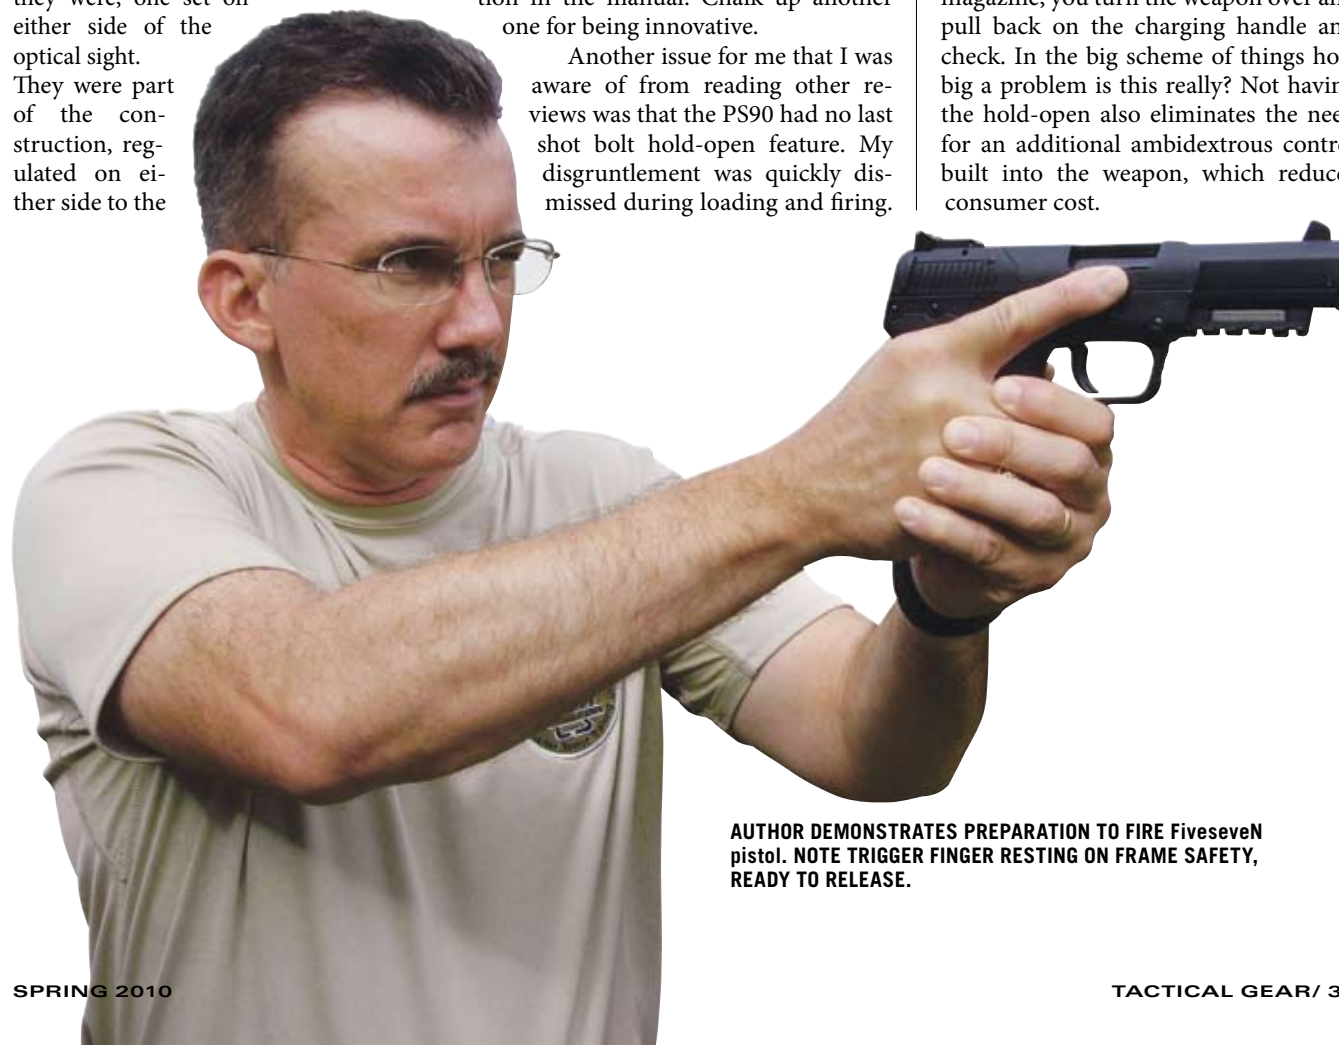 they were, one set on
either side of the
optical sight.
They were part
of the con-
struction, reg-
ulated on ei-
ther side to the
tion in the manual. Chalk up another
one for being innovative.
Another issue for me that I was
aware of from reading other re-
views was that the PS90 had no last
shot bolt hold-open feature. My
disgruntlement was quickly dis-
missed during loading and firing.
magazine, you turn the weapon over
pull back on the charging handle
check. In the big scheme of things
big a problem is this really? Not
the hold-open also eliminates the
for an additional ambidextrous
built into the weapon, which
consumer cost.
AUTHOR DEMONSTRATES PREPARATION TO FIRE FiveseveN
pistol. NOTE TRIGGER FINGER RESTING ON FRAME SAFETY,
READY TO RELEASE.
SPRING 2010
TACTICAL GEAR/ 3